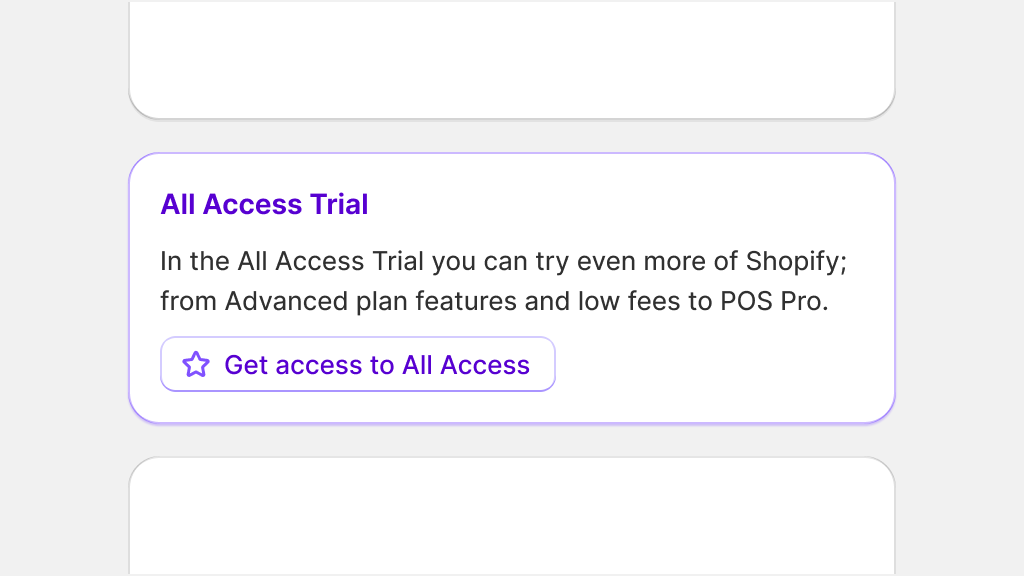 All Access Trial
In the All Access Trial you can try even more of Shopify;
from Advanced plan features and low fees to POS Pro.
Get access to All Access